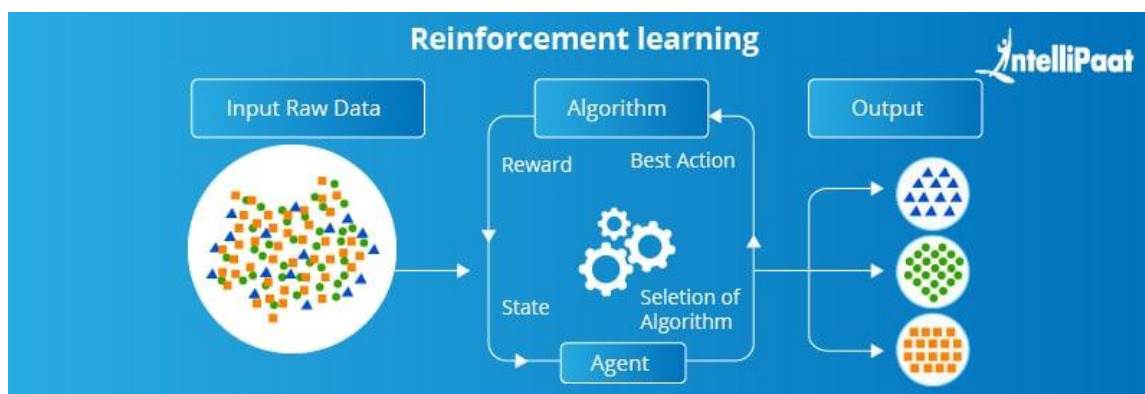 Reinforcement learning
IntelliPaat
Input Raw Data
Algorithm
Output
Reward
Best Action
State
Seletion of
Algorithm
Agent